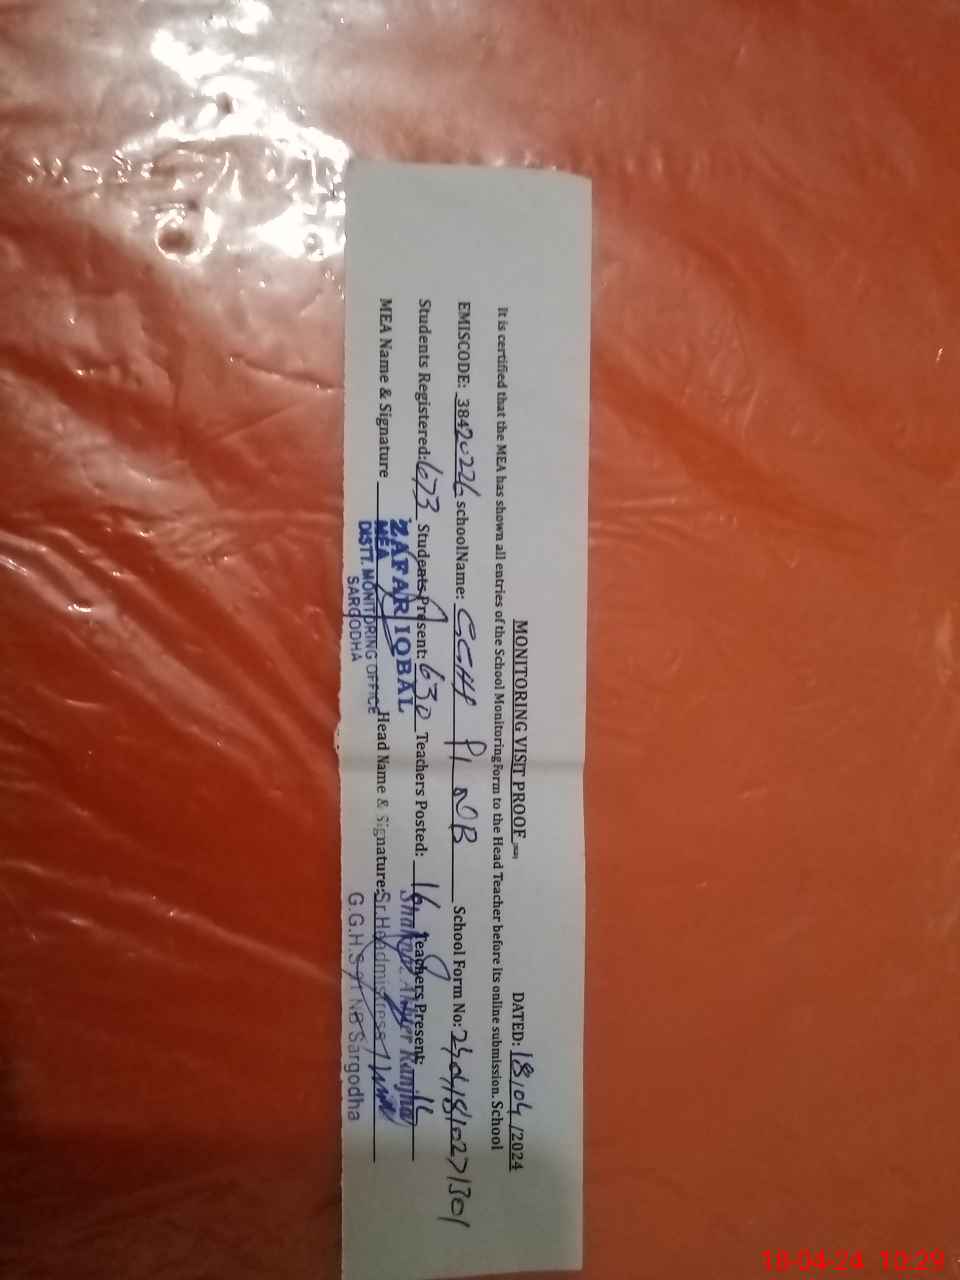 MONITORING VISIT PROOF DATED: 18/04/2024
It is certified that the MEA has shown all entries of the School Monitoring Form to the Head Teacher before its online submission. School
EMISCODE: 38420226 schoolName: GGHS 91 NB School Form No: 24041810271301
Students Registered: 673 Students Present: 630 Teachers Posted: 16 Teachers Present: 16
MEA Name & Signature Head Name & Signature:
ZAFAR IQBAL
MEA
DISTT. MONITORING OFFICE
SARGODHA
Ranjha
Sr. Headmistress
G.G.H.S 91 NB Sargodha
18-04-24 10:29